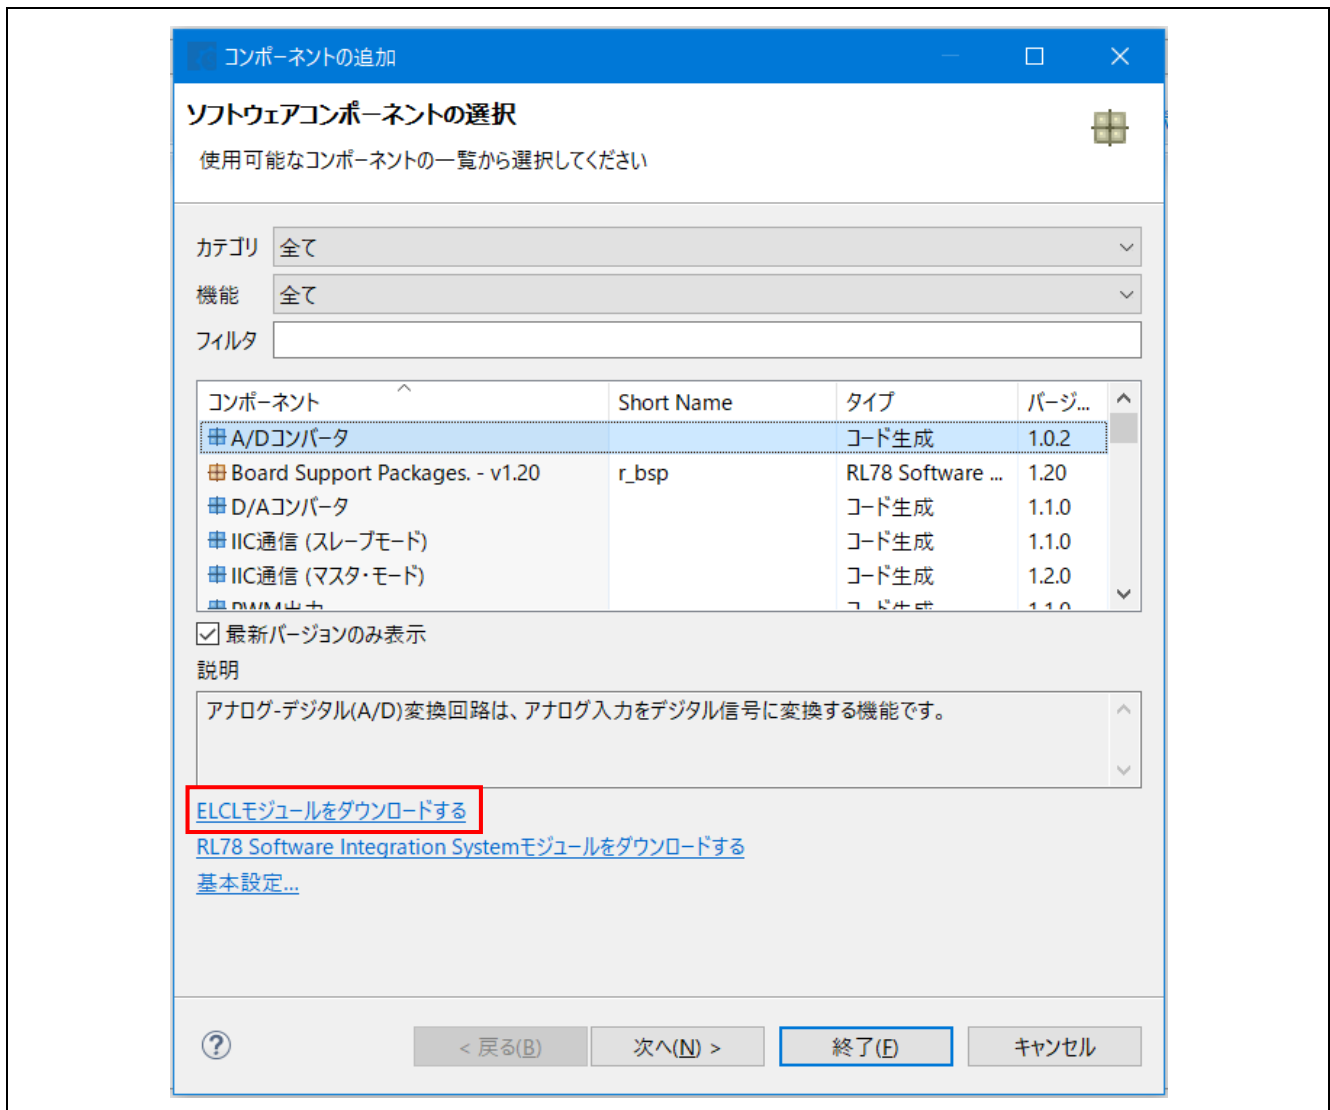 コンポーネントの追加
ソフトウェアコンポーネントの選択
使用可能なコンポーネントの一覧から選択してください
カテゴリ 全て
機能 全て
フィルタ
コンポーネント Short Name タイプ バージ...
A/Dコンバータ コード生成 1.0.2
Board Support Packages. - v1.20 r_bsp RL78 Software ... 1.20
D/Aコンバータ コード生成 1.1.0
IIC通信 (スレーブモード) コード生成 1.1.0
IIC通信 (マスタ・モード) コード生成 1.2.0
PWM出力 コード生成 1.1.0
最新バージョンのみ表示
説明
アナログ-デジタル(A/D)変換回路は、アナログ入力をデジタル信号に変換する機能です。
ELCLモジュールをダウンロードする
RL78 Software Integration Systemモジュールをダウンロードする
基本設定...
< 戻る(B) 次へ(N) > 終了(F) キャンセル